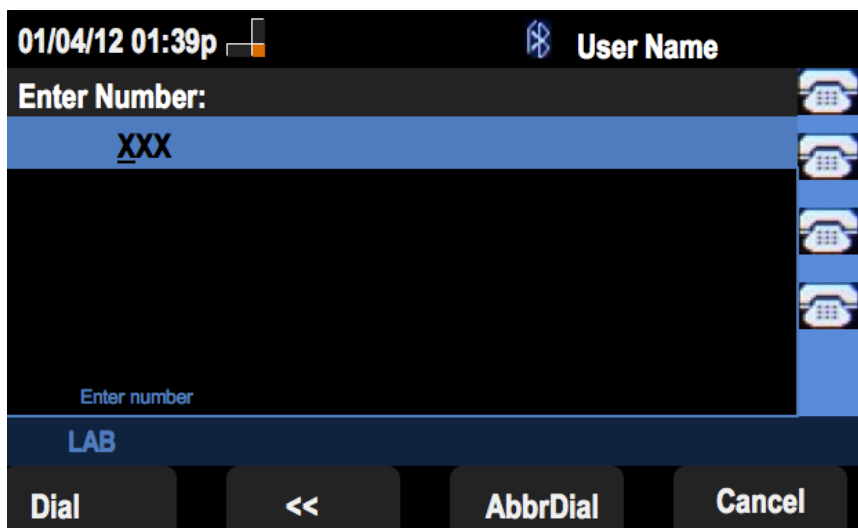 01/04/12 01:39p User Name
Enter Number:
XXX
Enter number
LAB
Dial << AbbrDial Cancel